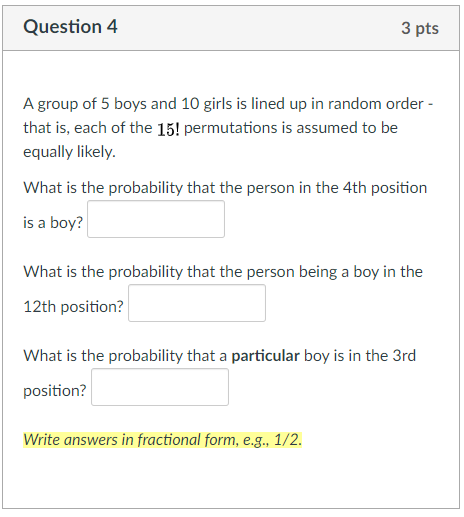 Question 4
3 pts
A group of 5 boys and 10 girls is lined up in random order -
that is, each of the 15! permutations is assumed to be
equally likely.
What is the probability that the person in the 4th position
is a boy?
What is the probability that the person being a boy in the
12th position?
What is the probability that a particular boy is in the 3rd
position?
Write answers in fractional form, e.g., 1/2.